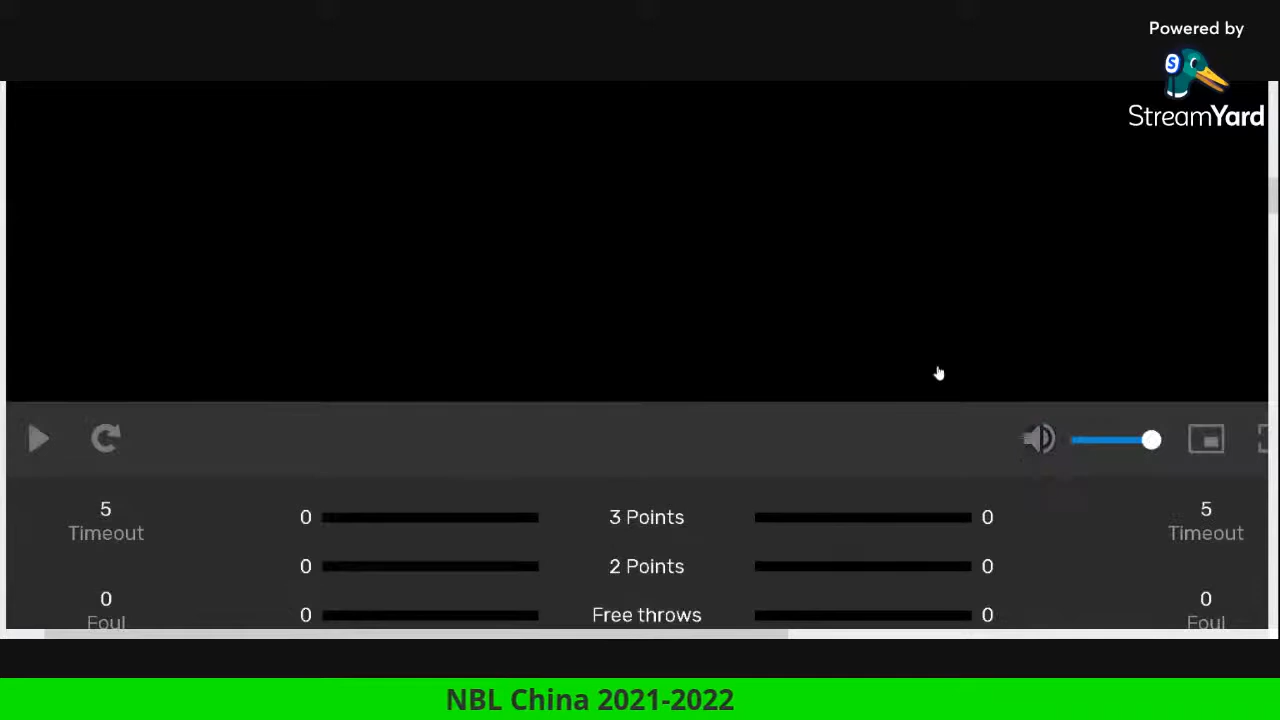 Powered by
S
StreamYard
5
Timeout
0 3 Points 0
5
Timeout
0 2 Points 0
0
Foul
0 Free throws 0
0
Foul
NBL China 2021-2022